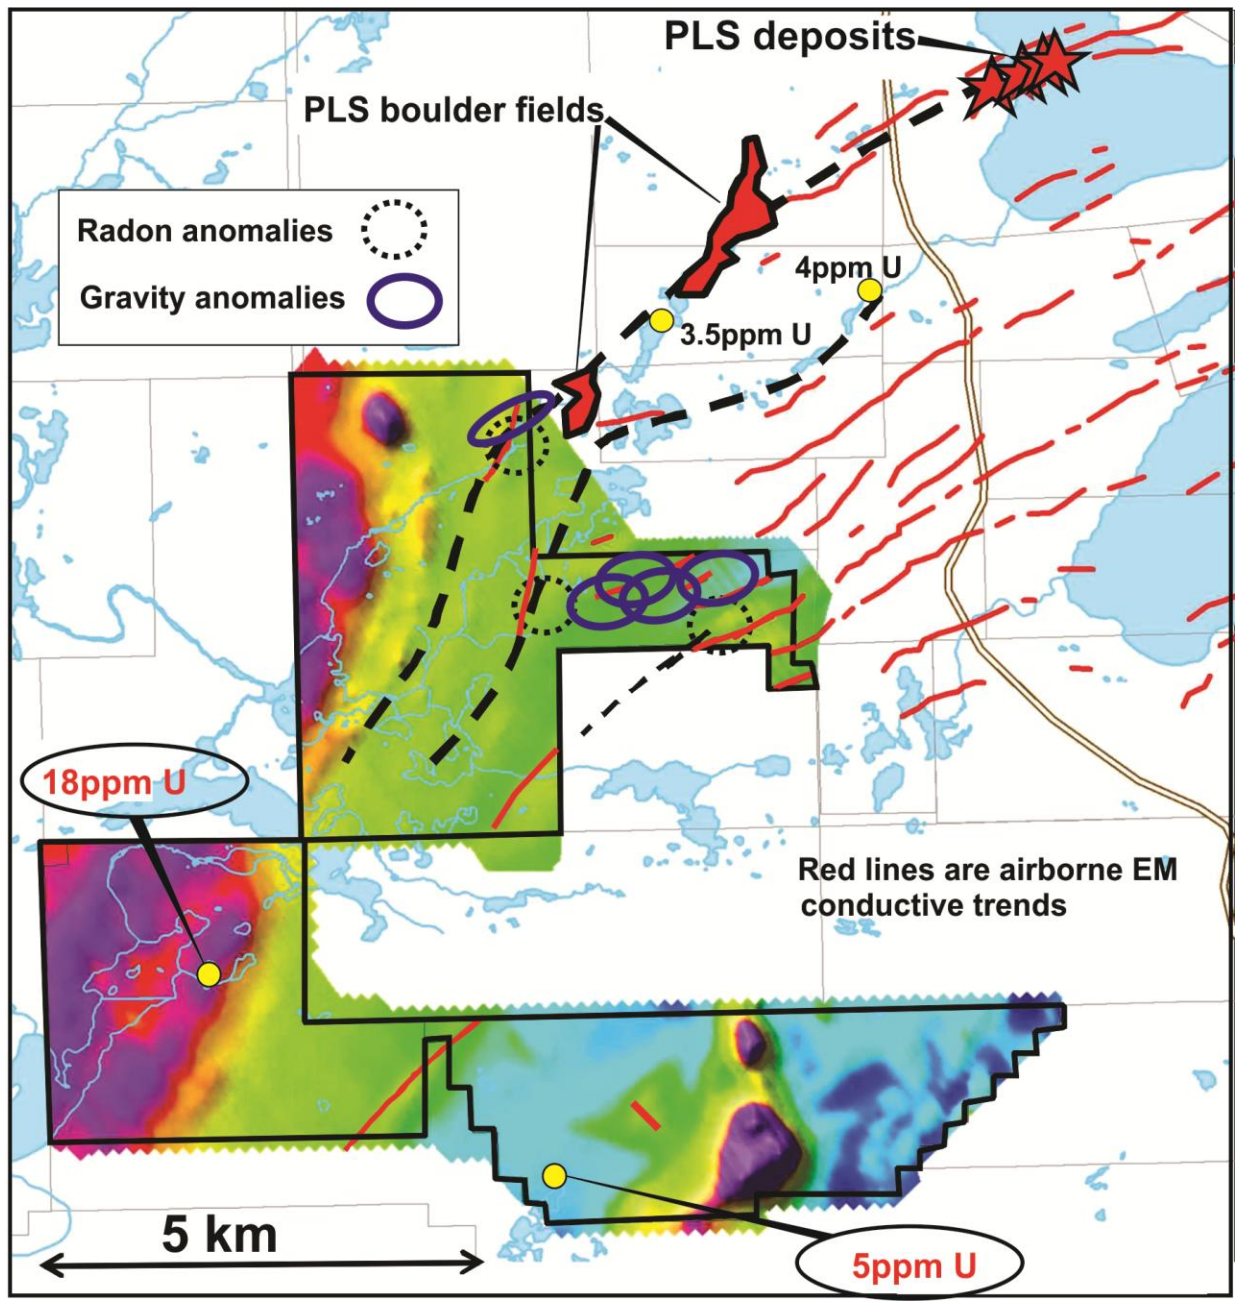 PLS deposits
PLS boulder fields
Radon anomalies
Gravity anomalies
4ppm U
3.5ppm U
18ppm U
Red lines are airborne EM
conductive trends
5 km
5ppm U